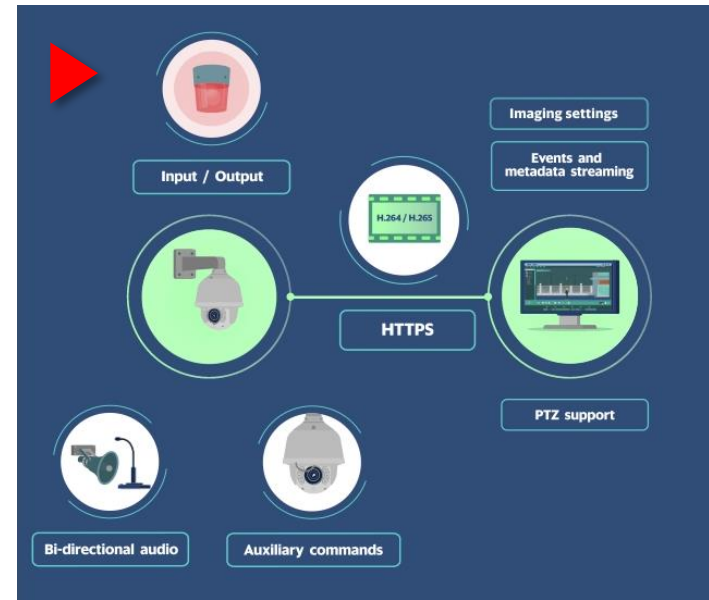 Imaging settings
Input / Output
Events and
metadata streaming
H.264 / H.265
HTTPS
PTZ support
Bi-directional audio
Auxiliary commands